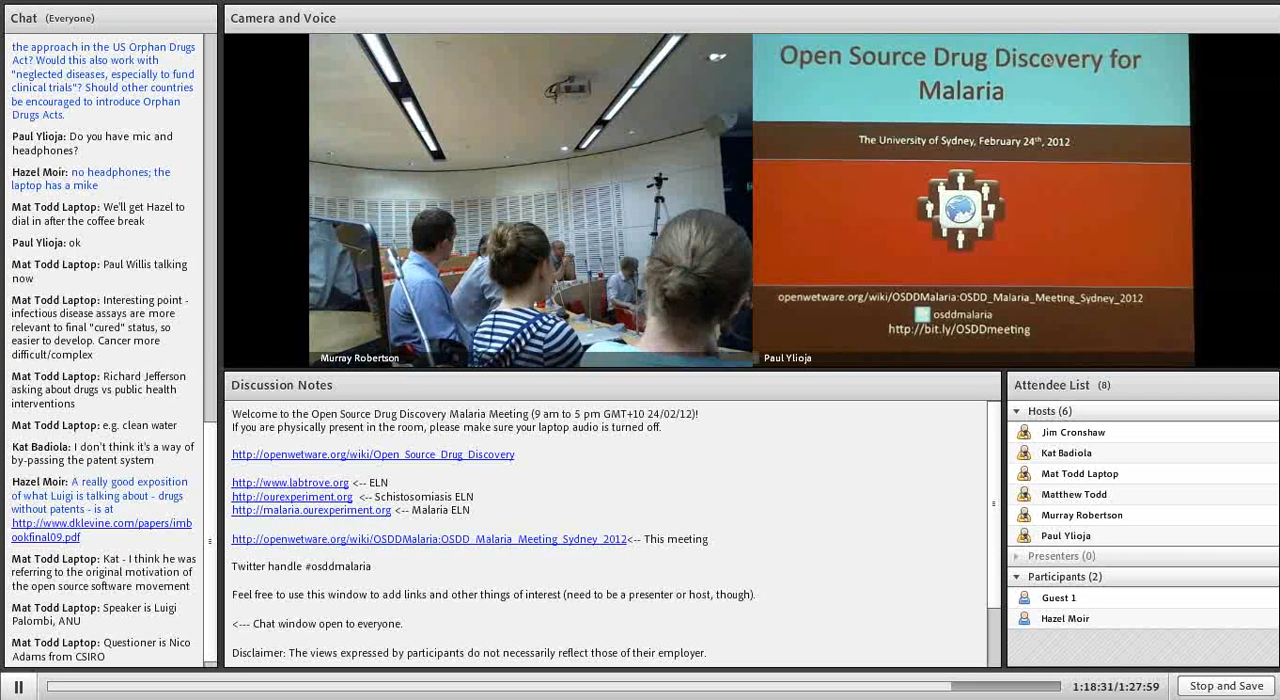 Chat (Everyone)
the approach in the US Orphan Drugs
Act? Would this also work with
"neglected diseases, especially to fund
clinical trials"? Should other countries
be encouraged to introduce Orphan
Drugs Acts.
Paul Ylioja: Do you have mic and
headphones?
Hazel Moir: no headphones; the
laptop has a mike
Mat Todd Laptop: We'll get Hazel to
dial in after the coffee break
Paul Ylioja: ok
Mat Todd Laptop: Paul Willis talking
now
Mat Todd Laptop: Interesting point -
infectious disease assays are more
relevant to final "cured" status, so
easier to develop. Cancer more
difficult/complex
Mat Todd Laptop: Richard Jefferson
asking about drugs vs public health
interventions
Mat Todd Laptop: e.g. clean water
Kat Badiola: I don't think it's a way of
by-passing the patent system
Hazel Moir: A really good exposition
of what Luigi is talking about - drugs
without patents - is at
http://www.dklevine.com/papers/imb
ookfinal09.pdf
Mat Todd Laptop: Kat - I think he was
referring to the original motivation of
the open source software movement
Mat Todd Laptop: Speaker is Luigi
Palombi, ANU
Mat Todd Laptop: Questioner is Nico
Adams from CSIRO
Camera and Voice
Murray Robertson
Open Source Drug Discovery for
Malaria
The University of Sydney, February 24th, 2012
openwetware.org/wiki/OSDDMalaria:OSDD_Malaria_Meeting_Sydney_2012
osddmalaria
http://bit.ly/OSDDmeeting
Paul Ylioja
Discussion Notes
Welcome to the Open Source Drug Discovery Malaria Meeting (9 am to 5 pm GMT+10 24/02/12)!
If you are physically present in the room, please make sure your laptop audio is turned off.
http://openwetware.org/wiki/Open_Source_Drug_Discovery
http://www.labtrove.org <-- ELN
http://ourexperiment.org <-- Schistosomiasis ELN
http://malaria.ourexperiment.org <-- Malaria ELN
http://openwetware.org/wiki/OSDDMalaria:OSDD_Malaria_Meeting_Sydney_2012<-- This meeting
Twitter handle #osddmalaria
Feel free to use this window to add links and other things of interest (need to be a presenter or host, though).
<--- Chat window open to everyone.
Disclaimer: The views expressed by participants do not necessarily reflect those of their employer.
Attendee List (8)
Hosts (6)
Jim Cronshaw
Kat Badiola
Mat Todd Laptop
Matthew Todd
Murray Robertson
Paul Ylioja
Presenters (0)
Participants (2)
Guest 1
Hazel Moir
1:18:31/1:27:59
Stop and Save